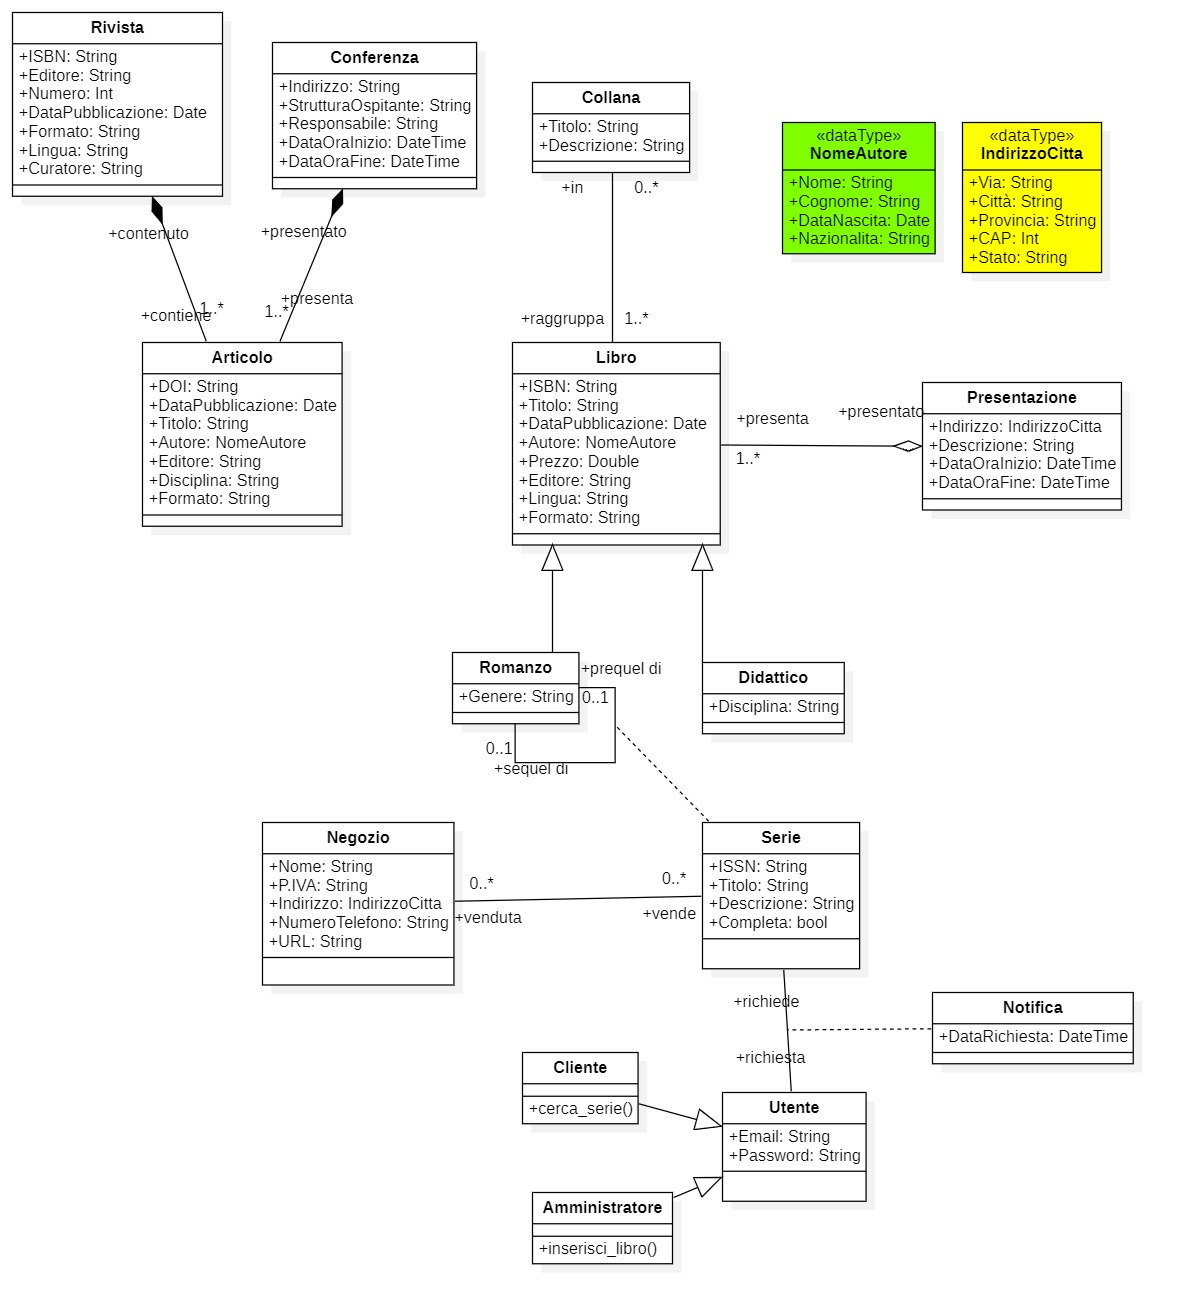 Rivista
+ISBN: String
+Editore: String
+Numero: Int
+DataPubblicazione: Date
+Formato: String
+Lingua: String
+Curatore: String
Conferenza
+Indirizzo: String
+StrutturaOspitante: String
+Responsabile: String
+DataOraInizio: DateTime
+DataOraFine: DateTime
Collana
+Titolo: String
+Descrizione: String
«dataType»
NomeAutore
+Nome: String
+Cognome: String
+DataNascita: Date
+Nazionalita: String
«dataType»
IndirizzoCitta
+Via: String
+Città: String
+Provincia: String
+CAP: Int
+Stato: String
+in
0..*
+contenuto
+presentato
+contiene
1..*
1..*
+presenta
+raggruppa
1..*
Articolo
+DOI: String
+DataPubblicazione: Date
+Titolo: String
+Autore: NomeAutore
+Editore: String
+Disciplina: String
+Formato: String
Libro
+ISBN: String
+Titolo: String
+DataPubblicazione: Date
+Autore: NomeAutore
+Prezzo: Double
+Editore: String
+Lingua: String
+Formato: String
+presenta
1..*
+presentato
Presentazione
+Indirizzo: IndirizzoCitta
+Descrizione: String
+DataOraInizio: DateTime
+DataOraFine: DateTime
Romanzo
+Genere: String
+prequel di
0..1
0..1
+sequel di
Didattico
+Disciplina: String
Negozio
+Nome: String
+P.IVA: String
+Indirizzo: IndirizzoCitta
+NumeroTelefono: String
+URL: String
0..*
+venduta
0..*
+vende
Serie
+ISSN: String
+Titolo: String
+Descrizione: String
+Completa: bool
+richiede
+richiesta
Notifica
+DataRichiesta: DateTime
Cliente
+cerca_serie()
Utente
+Email: String
+Password: String
Amministratore
+inserisci_libro()